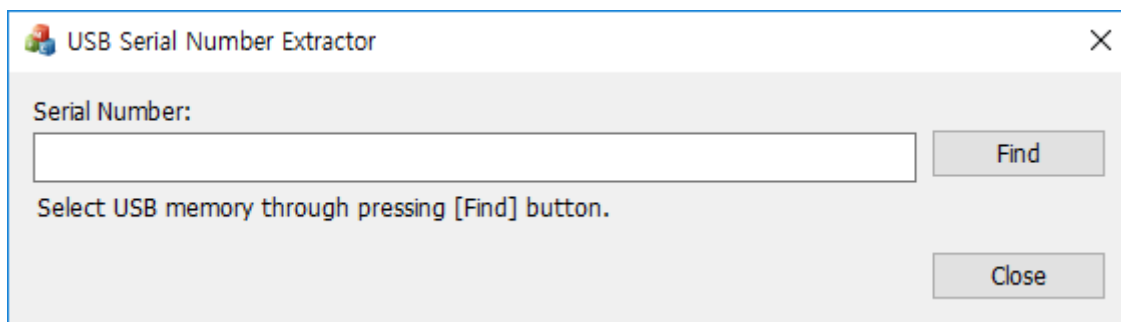 USB Serial Number Extractor
Serial Number:
Find
Select USB memory through pressing [Find] button.
Close